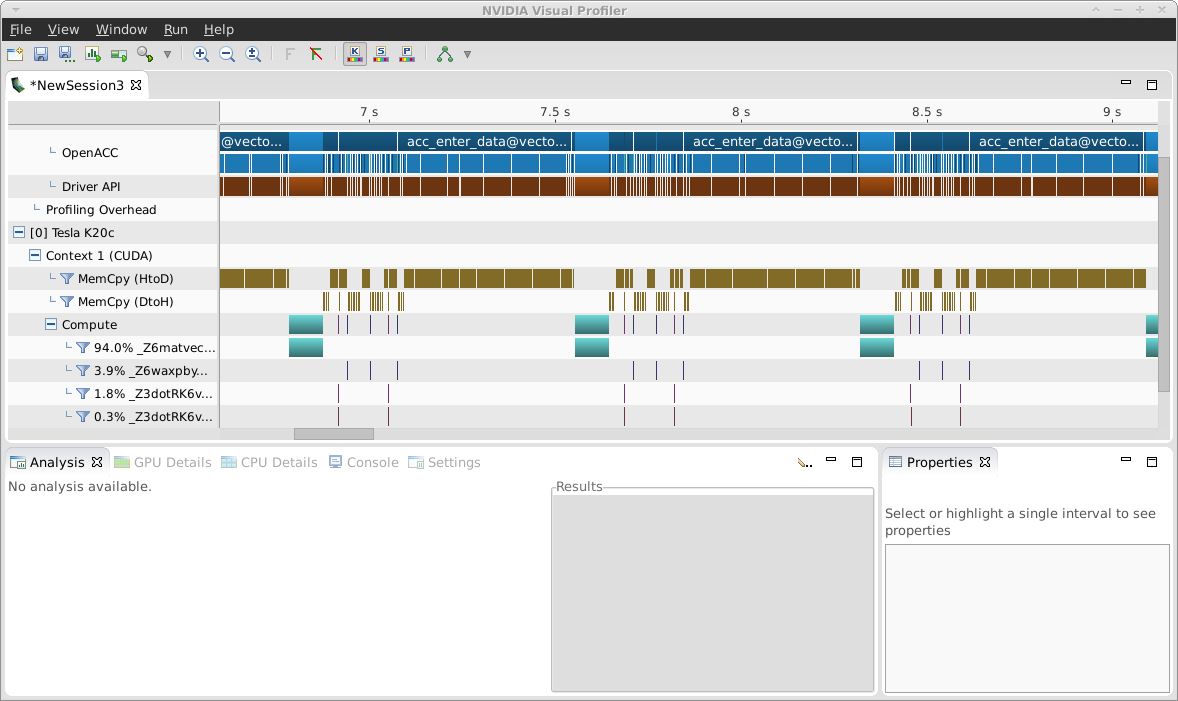 NVIDIA Visual Profiler
File View Window Run Help
*NewSession3
7 s 7.5 s 8 s 8.5 s 9 s
OpenACC
@vecto... acc_enter_data@vecto... acc_enter_data@vecto... acc_enter_data@vecto...
Driver API
Profiling Overhead
[0] Tesla K20c
Context 1 (CUDA)
MemCpy (HtoD)
MemCpy (DtoH)
Compute
94.0% _Z6matvec...
3.9% _Z6waxpby...
1.8% _Z3dotRK6v...
0.3% _Z3dotRK6v...
Analysis GPU Details CPU Details Console Settings
No analysis available.
Results
Properties
Select or highlight a single interval to see
properties